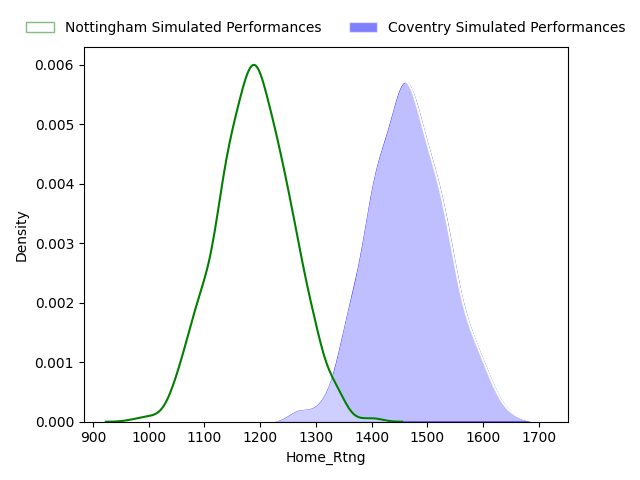 Nottingham Simulated Performances
Coventry Simulated Performances
0.006
0.005
0.004
0.003
0.002
0.001
0.000
Density
900 1000 1100 1200 1300 1400 1500 1600 1700
Home_Rtng